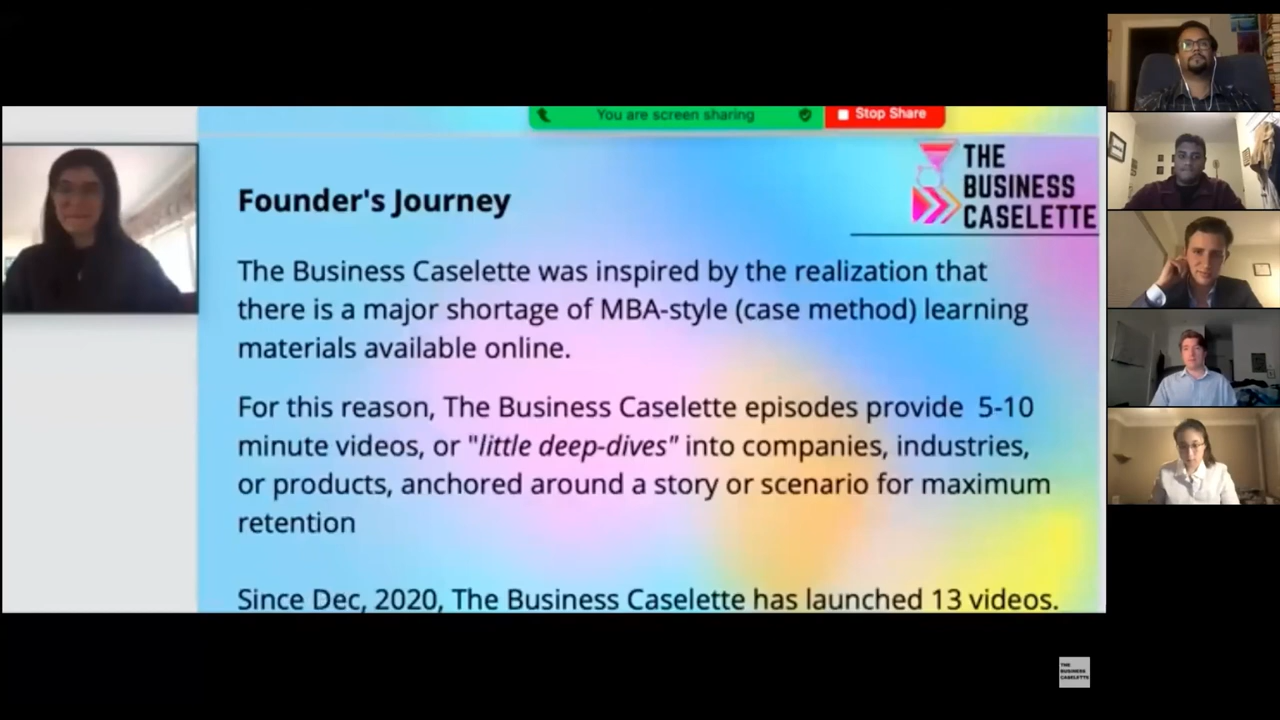 You are screen sharing
Stop Share
THE
BUSINESS
CASELETTE
Founder's Journey
The Business Caselette was inspired by the realization that
there is a major shortage of MBA-style (case method) learning
materials available online.
For this reason, The Business Caselette episodes provide 5-10
minute videos, or "little deep-dives" into companies, industries,
or products, anchored around a story or scenario for maximum
retention
Since Dec, 2020, The Business Caselette has launched 13 videos.
THE
BUSINESS
CASELETTE